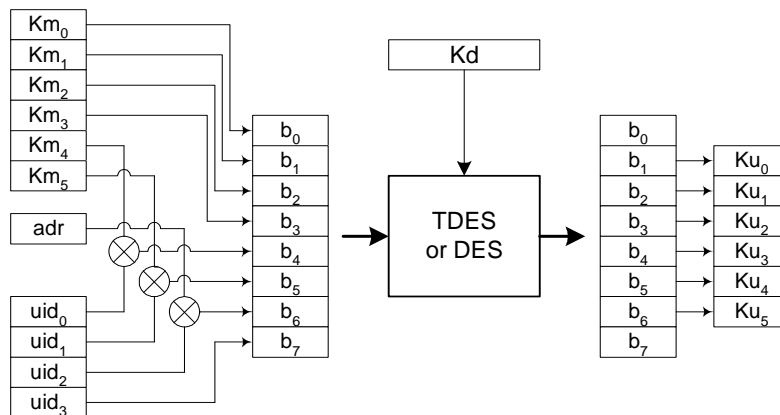 Km₀
Km₁
Km₂
Km₃
Km₄
Km₅
adr
uid₀
uid₁
uid₂
uid₃
b₀
b₁
b₂
b₃
b₄
b₅
b₆
b₇
Kd
TDES
or DES
b₀
b₁
b₂
b₃
b₄
b₅
b₆
b₇
Ku₀
Ku₁
Ku₂
Ku₃
Ku₄
Ku₅